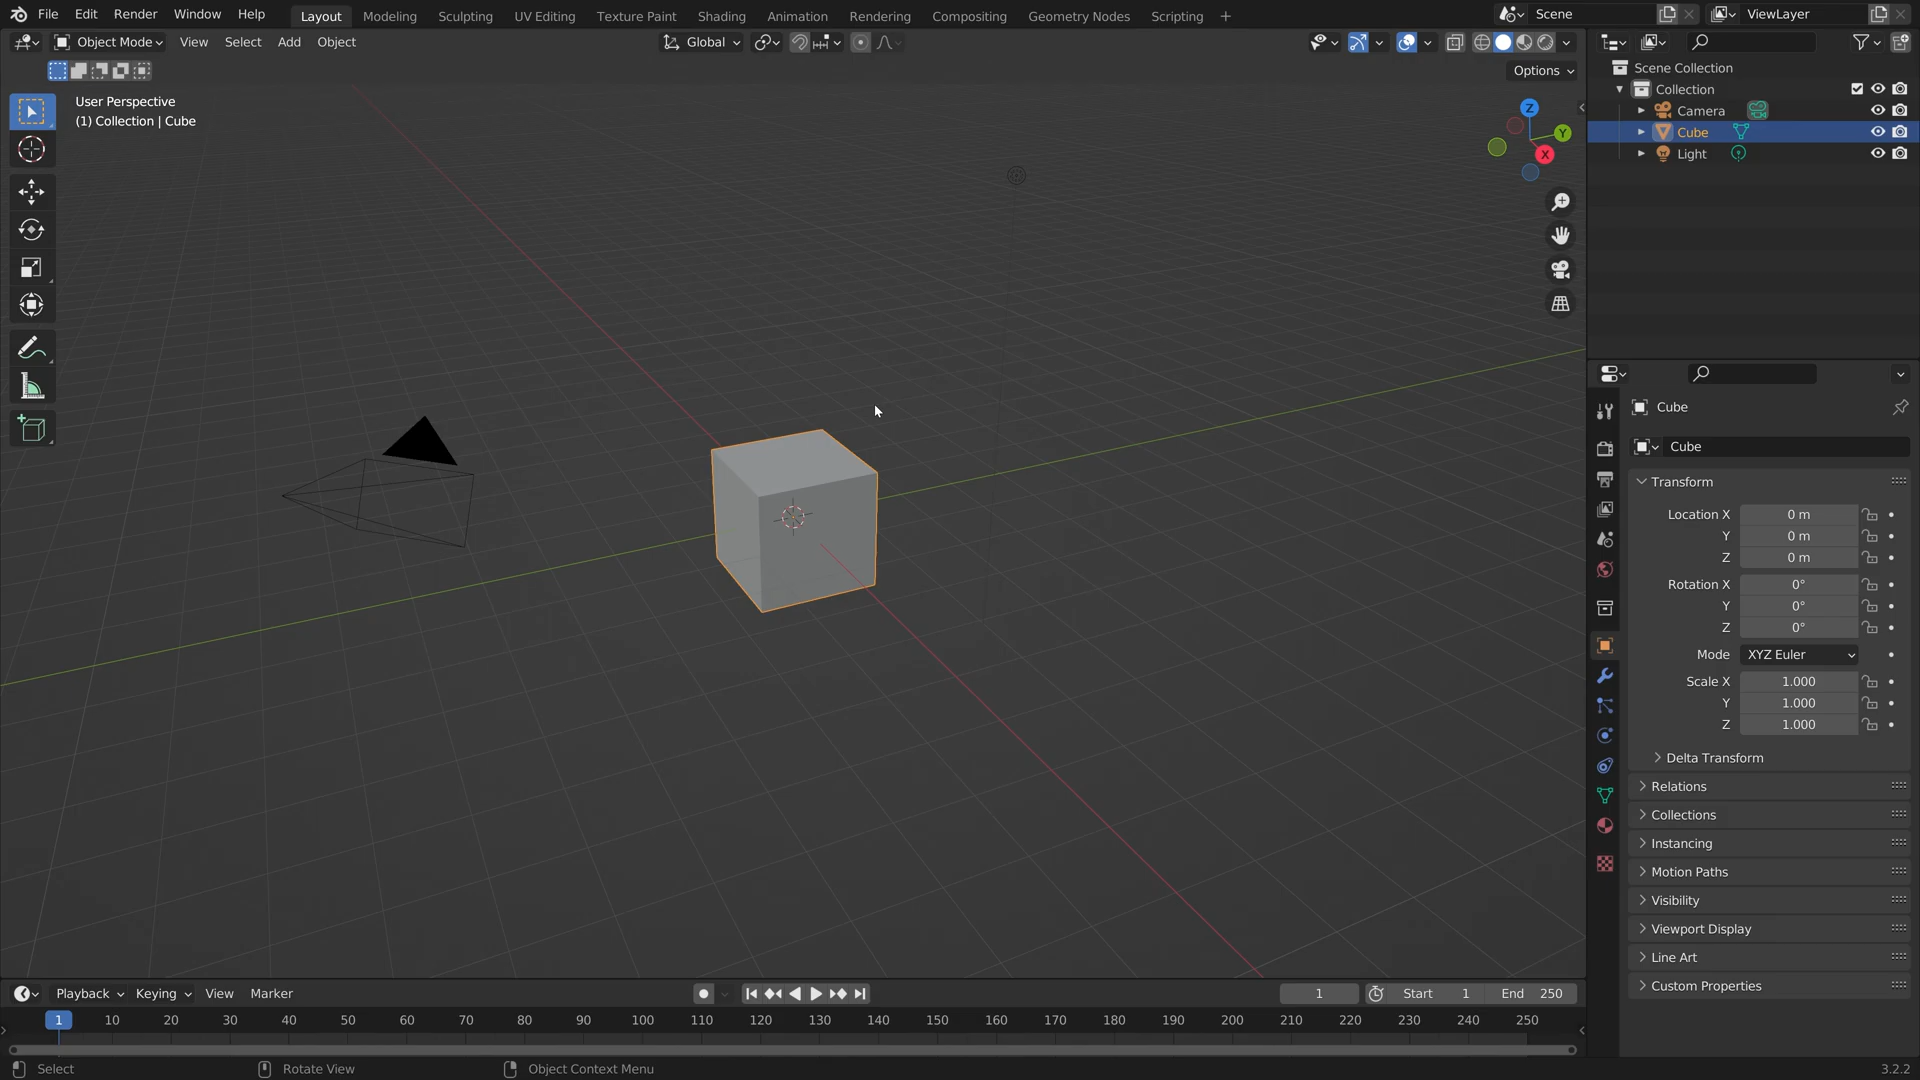 File Edit Render Window Help Layout Modeling Sculpting UV Editing Texture Paint Shading Animation Rendering Compositing Geometry Nodes Scripting + Scene ViewLayer
Object Mode View Select Add Object Global
Options
User Perspective
(1) Collection | Cube
Z
Y
X
Scene Collection
Collection
Camera
Cube
Light
Cube
Cube
Transform
Location X 0 m
Y 0 m
Z 0 m
Rotation X 0°
Y 0°
Z 0°
Mode XYZ Euler
Scale X 1.000
Y 1.000
Z 1.000
Delta Transform
Relations
Collections
Instancing
Motion Paths
Visibility
Viewport Display
Line Art
Custom Properties
Playback Keying View Marker 1 Start 1 End 250
1 10 20 30 40 50 60 70 80 90 100 110 120 130 140 150 160 170 180 190 200 210 220 230 240 250
Select Rotate View Object Context Menu 3.2.2